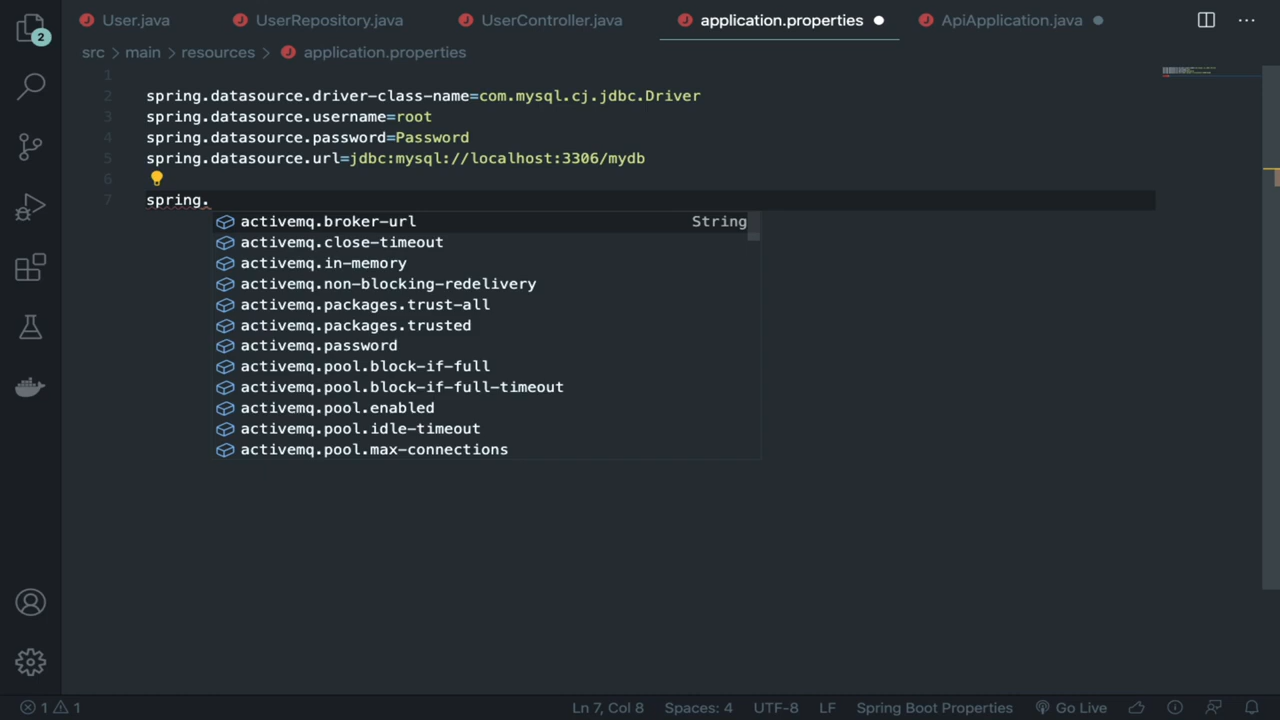 User.java UserRepository.java UserController.java application.properties ApiApplication.java
src > main > resources > application.properties
1
2 spring.datasource.driver-class-name=com.mysql.cj.jdbc.Driver
3 spring.datasource.username=root
4 spring.datasource.password=Password
5 spring.datasource.url=jdbc:mysql://localhost:3306/mydb
6
7 spring.
activemq.broker-url String
activemq.close-timeout
activemq.in-memory
activemq.non-blocking-redelivery
activemq.packages.trust-all
activemq.packages.trusted
activemq.password
activemq.pool.block-if-full
activemq.pool.block-if-full-timeout
activemq.pool.enabled
activemq.pool.idle-timeout
activemq.pool.max-connections
2
1 1 Ln 7, Col 8 Spaces: 4 UTF-8 LF Spring Boot Properties Go Live